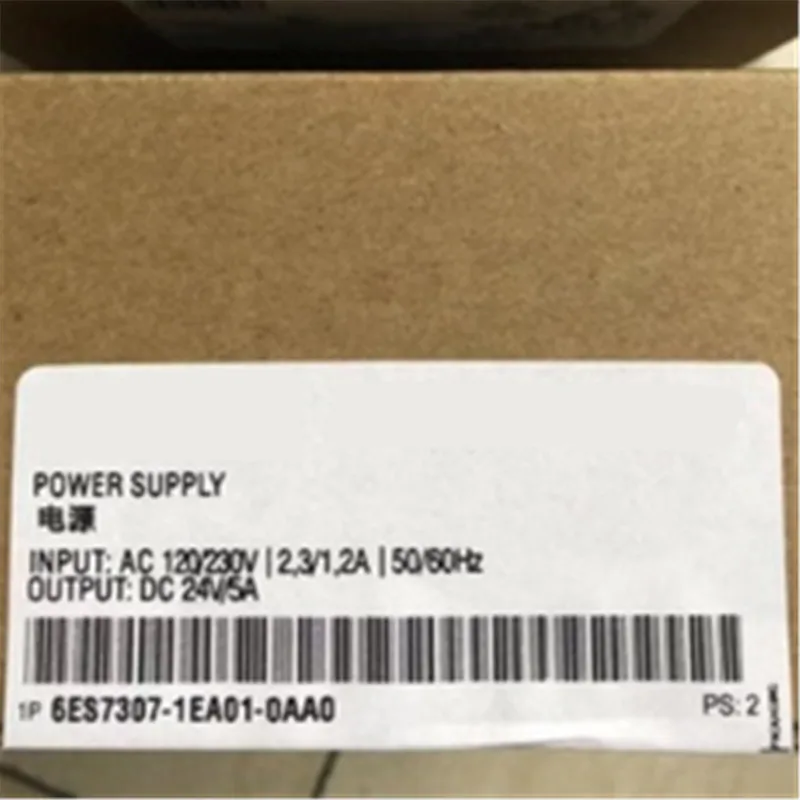 POWER SUPPLY
电源
INPUT: AC 120/230V | 2,3/1,2A | 50/60Hz
OUTPUT: DC 24V/5A
1P 6ES7307-1EA01-0AA0
PS: 2